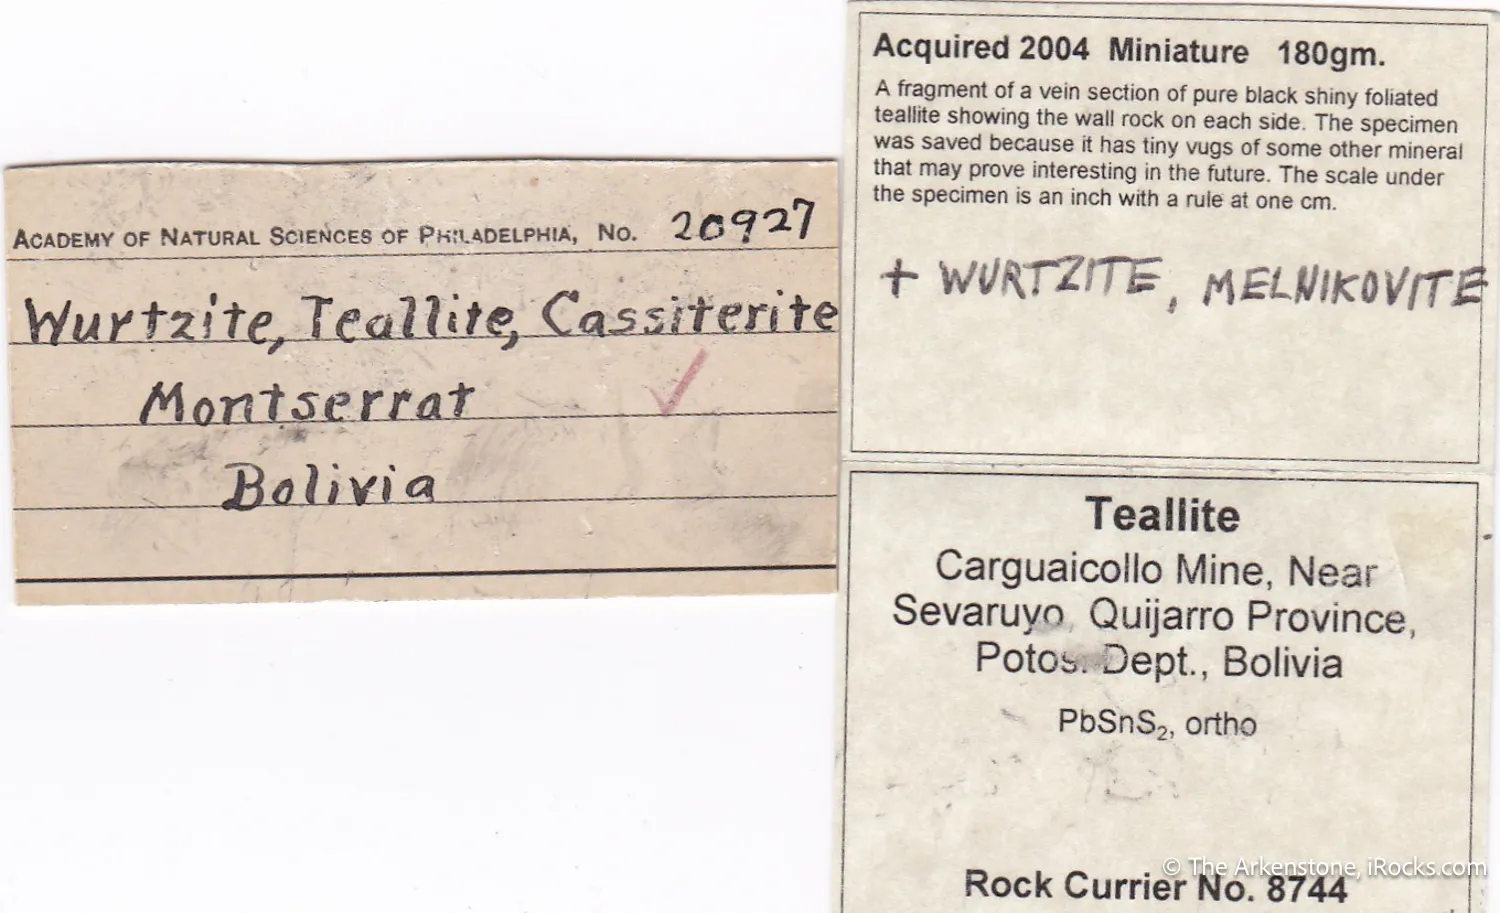 ACADEMY OF NATURAL SCIENCES OF PHILADELPHIA, No. 20927
Wurtzite, Teallite, Cassiterite
Montserrat
Bolivia
Acquired 2004 Miniature 180gm.
A fragment of a vein section of pure black shiny foliated
teallite showing the wall rock on each side. The specimen
was saved because it has tiny vugs of some other mineral
that may prove interesting in the future. The scale under
the specimen is an inch with a rule at one cm.
+ WURTZITE, MELNIKOVITE
Teallite
Carguaicollo Mine, Near
Sevaruyo, Quijarro Province,
Potosi Dept., Bolivia
PbSnS₂, ortho
Rock Currier No. 8744
© The Arkenstone, iRocks.com